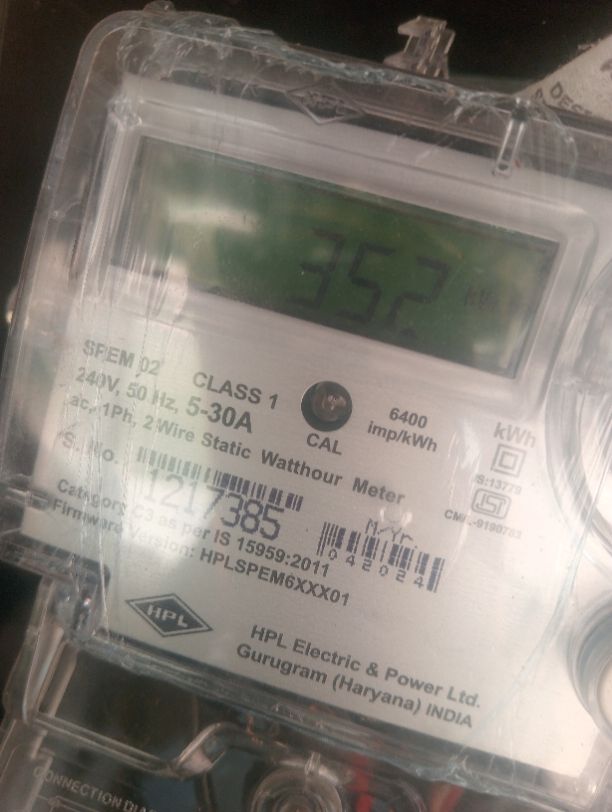 DESC
352
kWh
SPEM 02
CLASS 1
240V, 50 Hz, 5-30A
CAL
6400
imp/kWh
kWh
ac, 1Ph, 2 Wire Static Watthour Meter
IS:13779
S. No.
1217385
M/Yr
042024
Category C3 as per IS 15959:2011
Firmware Version: HPLSPEM6XXX01
HPL
HPL Electric & Power Ltd.
Gurugram (Haryana) INDIA
CONNECTION